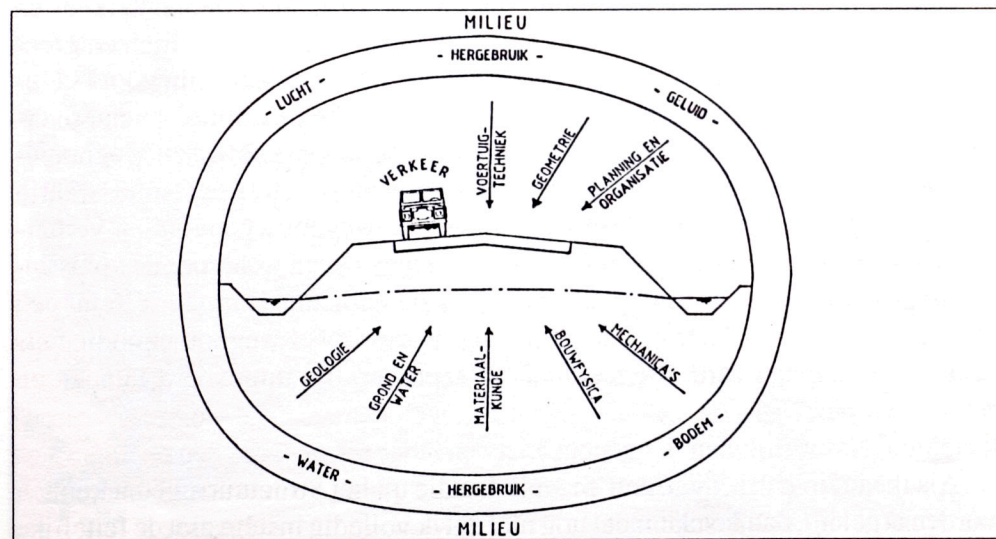 MILIEU
- HERGEBRUIK -
- LUCHT -
- GELUID -
VERKEER
VOERTUIG-
TECHNIEK
GEOMETRIE
PLANNING EN
ORGANISATIE
GEOLOGIE
GROND EN
WATER
MATERIAAL-
KUNDE
BOUWFYSICA
MECHANICA'S
- WATER -
- BODEM -
- HERGEBRUIK -
MILIEU